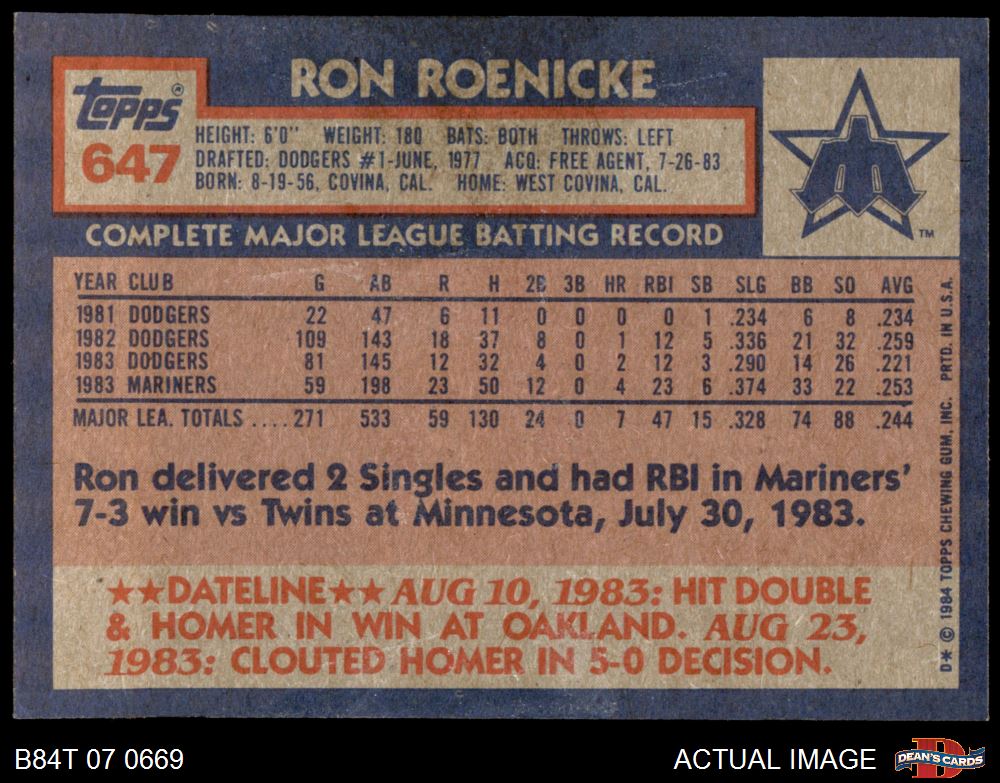 RON ROENICKE
Topps®
647
HEIGHT: 6'0" WEIGHT: 180 BATS: BOTH THROWS: LEFT
DRAFTED: DODGERS #1-JUNE, 1977 ACQ: FREE AGENT, 7-26-83
BORN: 8-19-56, COVINA, CAL. HOME: WEST COVINA, CAL.
TM
COMPLETE MAJOR LEAGUE BATTING RECORD
YEAR CLUB G AB R H 2B 3B HR RBI SB SLG BB SO AVG
1981 DODGERS 22 47 6 11 0 0 0 0 1 .234 6 8 .234
1982 DODGERS 109 143 18 37 8 0 1 12 5 .336 21 32 .259
1983 DODGERS 81 145 12 32 4 0 2 12 3 .290 14 26 .221
1983 MARINERS 59 198 23 50 12 0 4 23 6 .374 33 22 .253
MAJOR LEA. TOTALS ....271 533 59 130 24 0 7 47 15 .328 74 88 .244
Ron delivered 2 Singles and had RBI in Mariners'
7-3 win vs Twins at Minnesota, July 30, 1983.
★★DATELINE★★ AUG 10, 1983: HIT DOUBLE
& HOMER IN WIN AT OAKLAND. AUG 23,
1983: CLOUTED HOMER IN 5-0 DECISION.
D* © 1984 TOPPS CHEWING GUM, INC. PRTD. IN U.S.A.
B84T 07 0669
ACTUAL IMAGE
D
DEAN'S CARDS